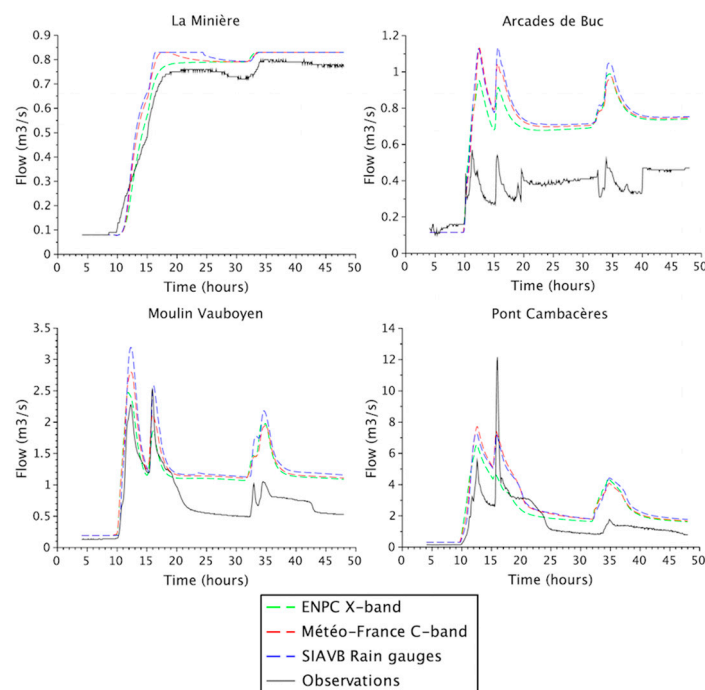 La Minière
Arcades de Buc
Flow (m3/s)
0.9
0.8
0.7
0.6
0.5
0.4
0.3
0.2
0.1
0
0 5 10 15 20 25 30 35 40 45 50
Time (hours)
Flow (m3/s)
1.2
1
0.8
0.6
0.4
0.2
0
0 5 10 15 20 25 30 35 40 45 50
Time (hours)
Moulin Vauboyen
Pont Cambacères
Flow (m3/s)
3.5
3
2.5
2
1.5
1
0.5
0
0 5 10 15 20 25 30 35 40 45 50
Time (hours)
Flow (m3/s)
14
12
10
8
6
4
2
0
0 5 10 15 20 25 30 35 40 45 50
Time (hours)
ENPC X-band
Météo-France C-band
SIAVB Rain gauges
Observations